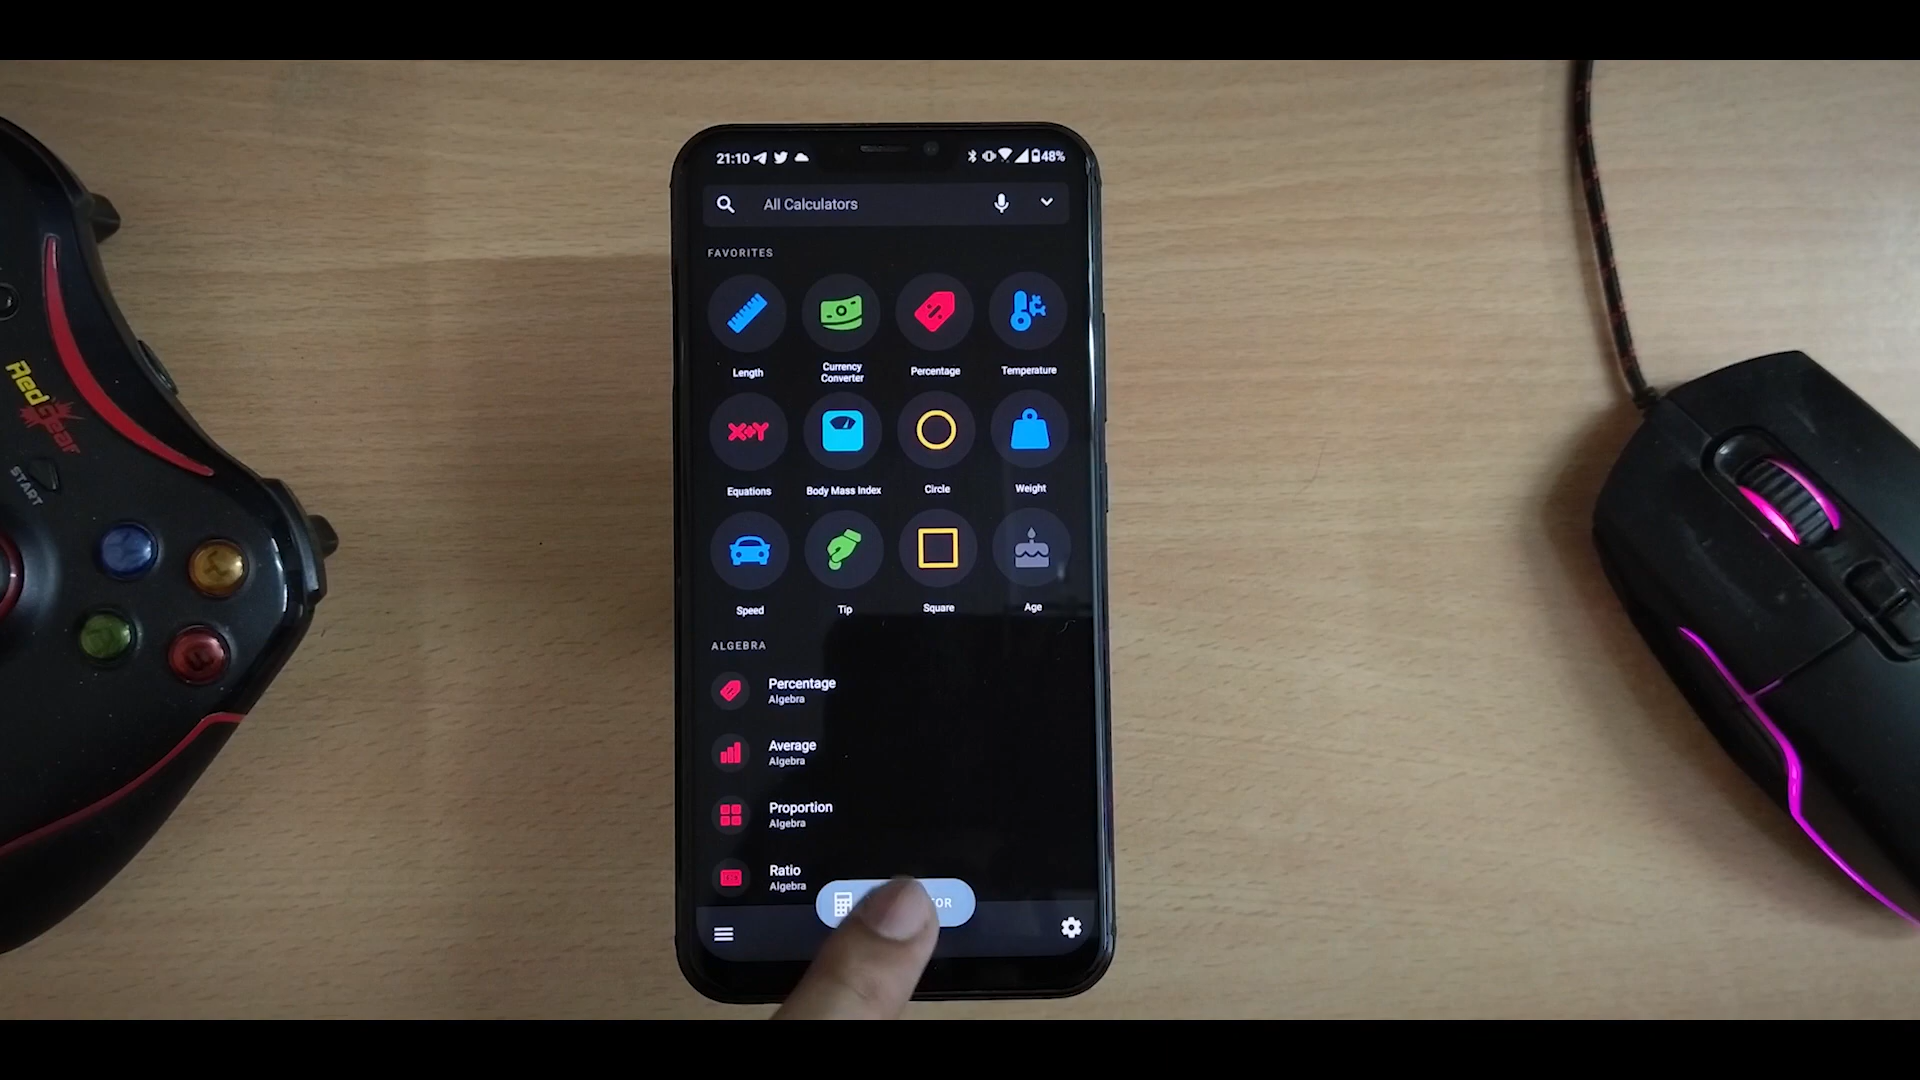 21:10 48%
All Calculators
FAVORITES
Length
Currency
Converter
Percentage
Temperature
X+Y
Equations
Body Mass Index
Circle
Weight
Speed
Tip
Square
Age
ALGEBRA
Percentage
Algebra
Average
Algebra
Proportion
Algebra
Ratio
Algebra
RedGear
START